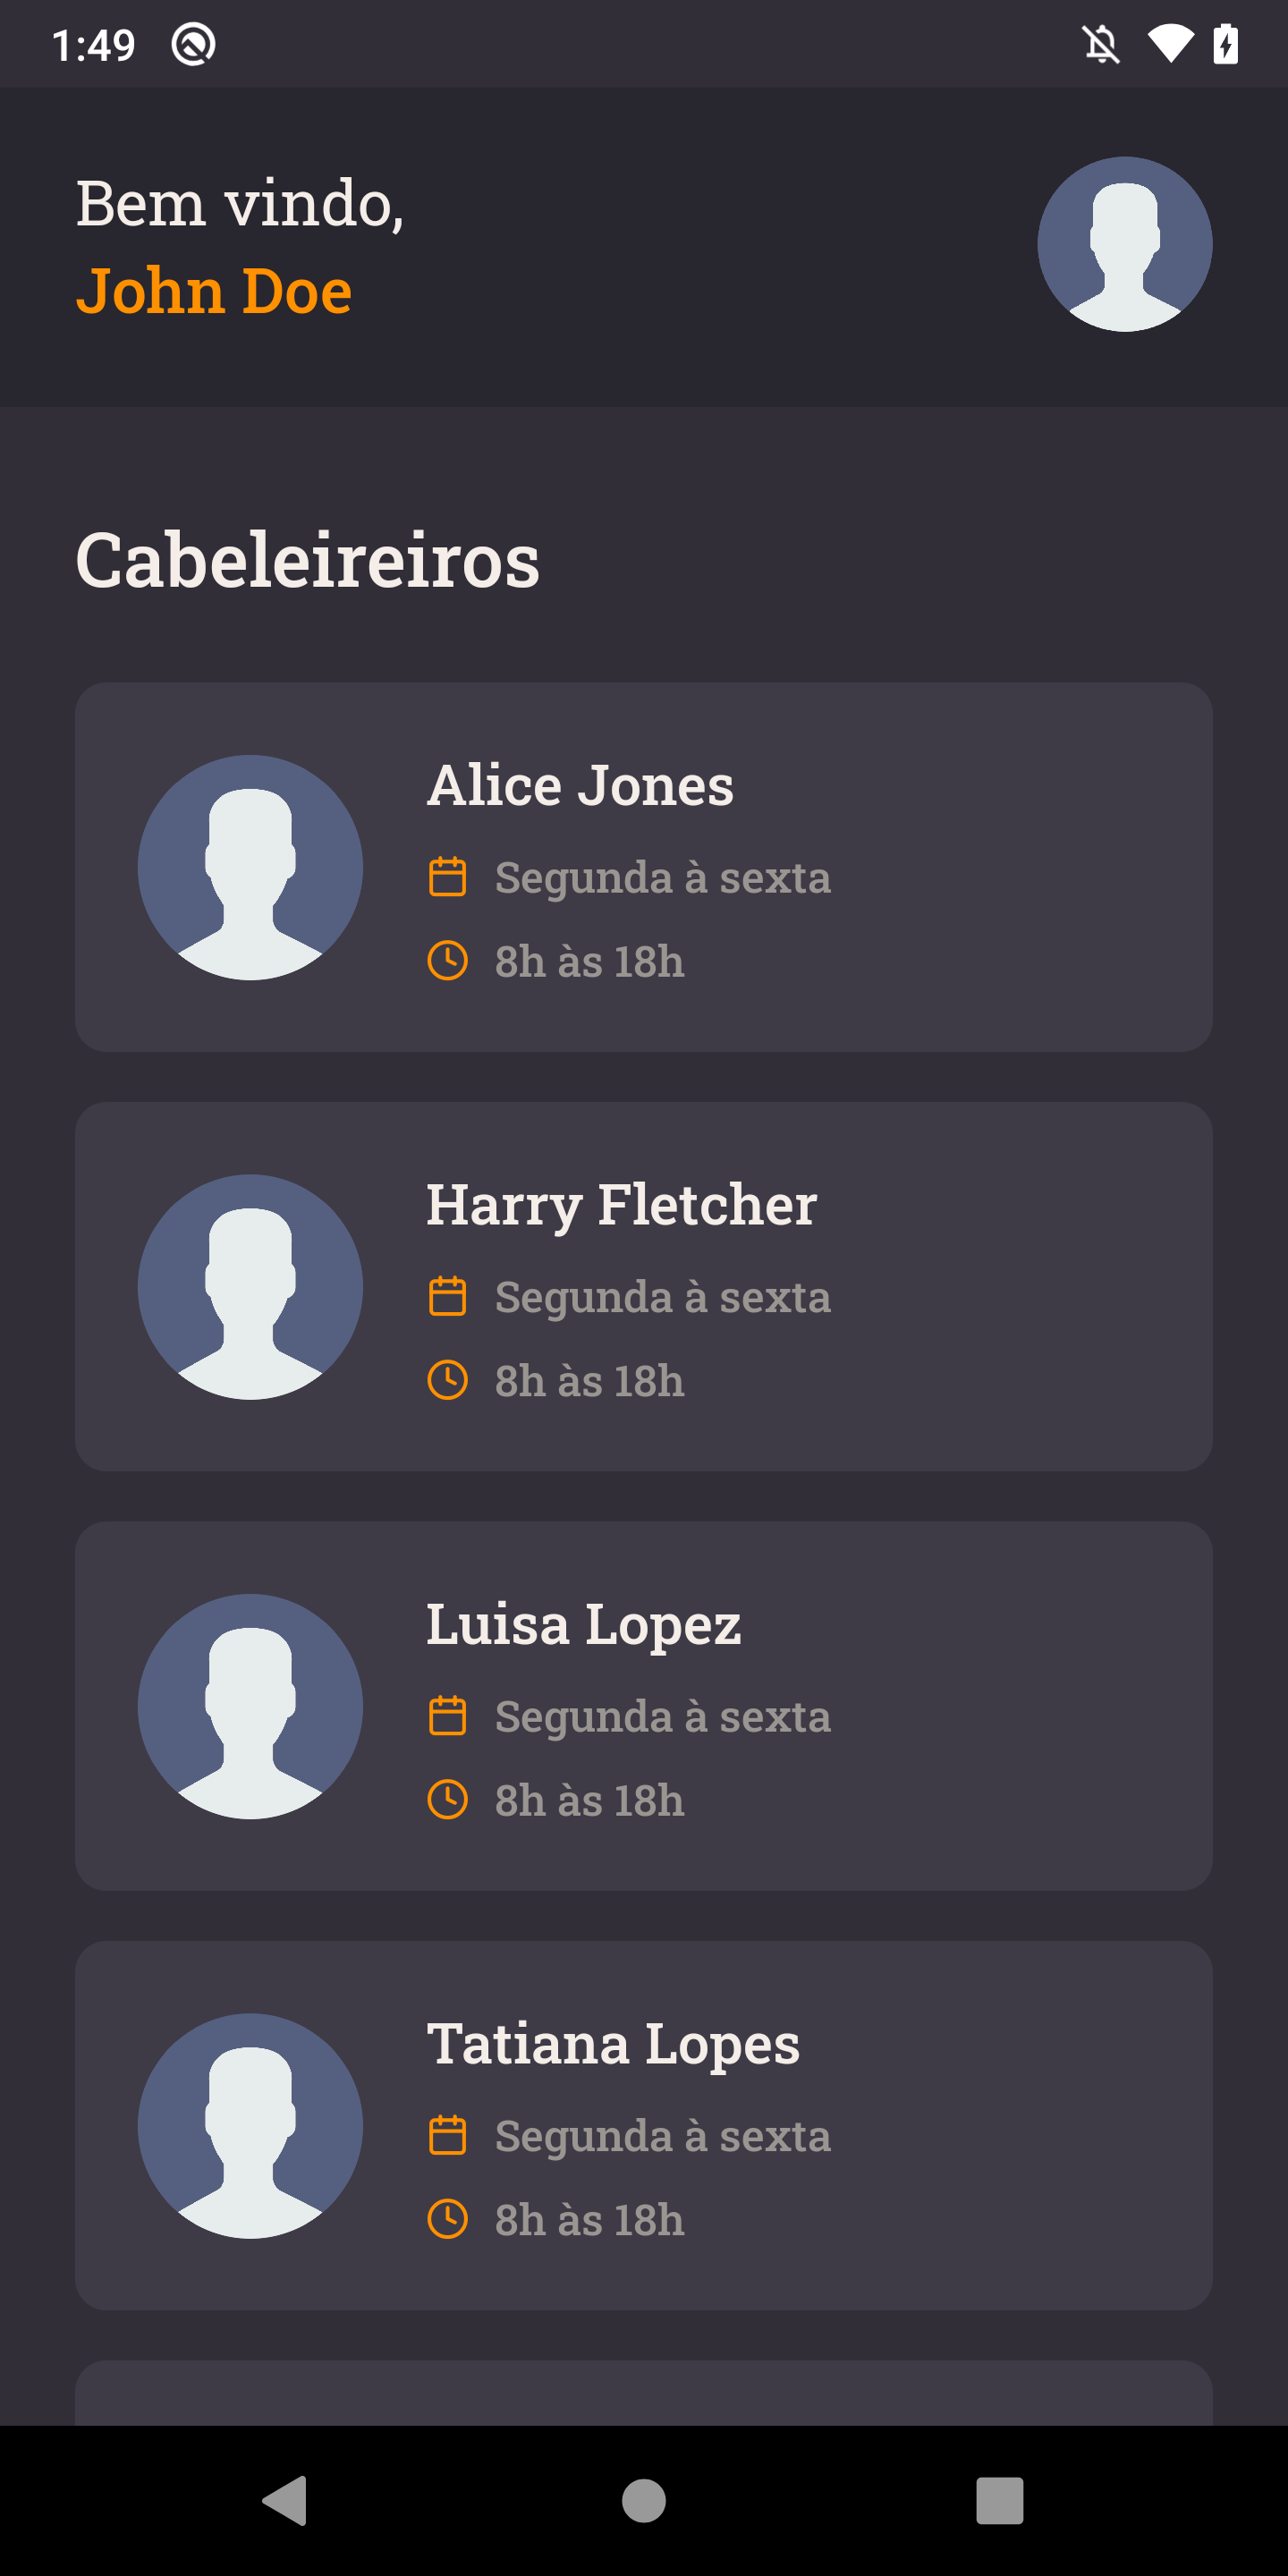 1:49
Bem vindo,
John Doe
Cabeleireiros
Alice Jones
Segunda à sexta
8h às 18h
Harry Fletcher
Segunda à sexta
8h às 18h
Luisa Lopez
Segunda à sexta
8h às 18h
Tatiana Lopes
Segunda à sexta
8h às 18h